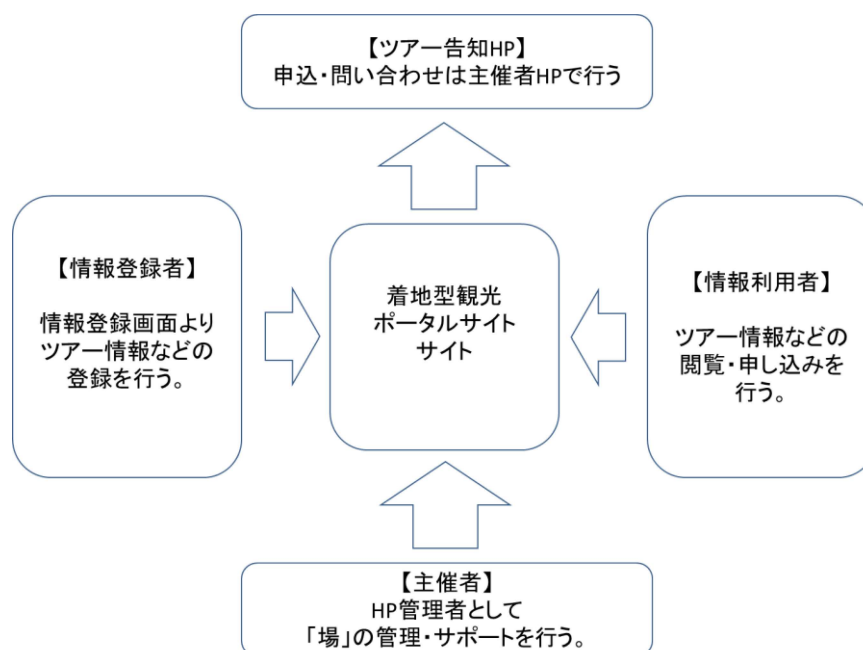 【ツアー告知HP】
申込・問い合わせは主催者HPで行う
【情報登録者】
情報登録画面より
ツアー情報などの
登録を行う。
着地型観光
ポータルサイト
サイト
【情報利用者】
ツアー情報などの
閲覧・申し込みを
行う。
【主催者】
HP管理者として
「場」の管理・サポートを行う。